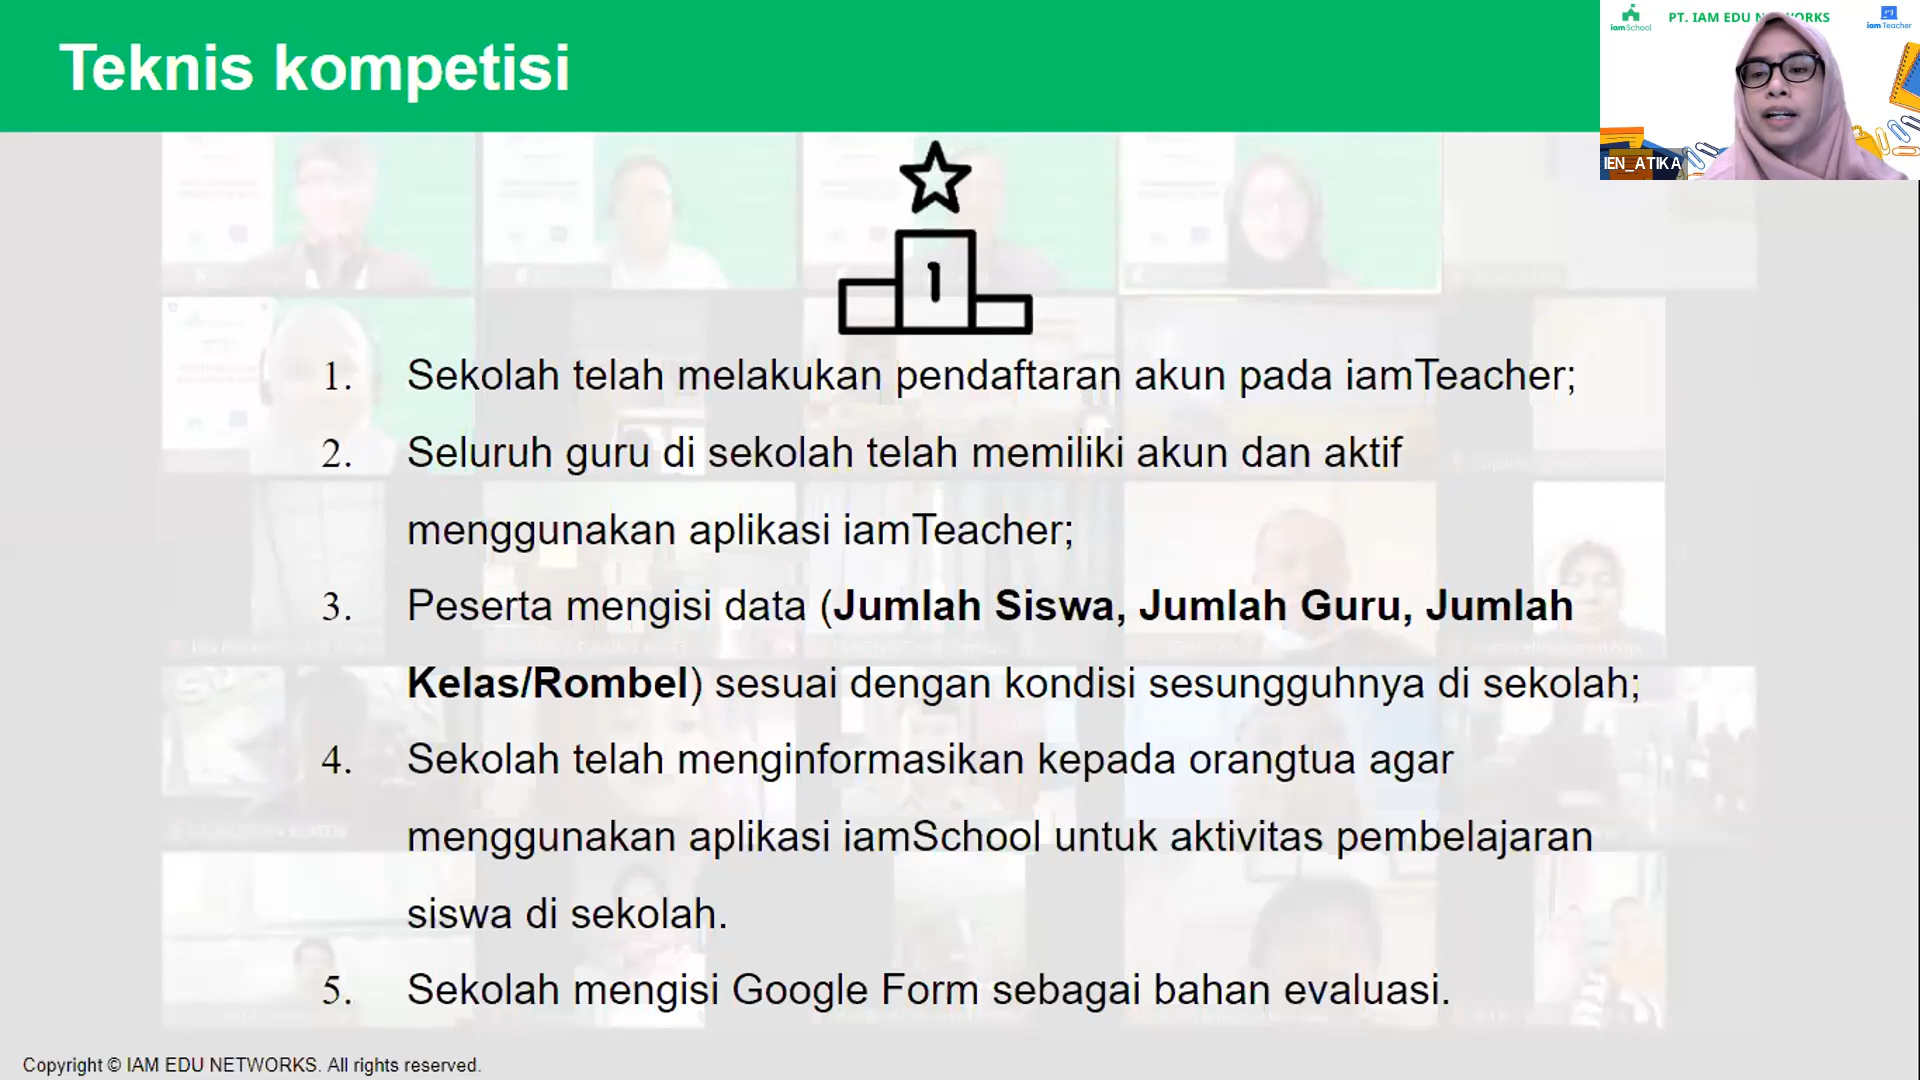 Teknis kompetisi
iamSchool
PT. IAM EDU
iamTeacher
IEN_ATIKA
1
1. Sekolah telah melakukan pendaftaran akun pada iamTeacher;
2. Seluruh guru di sekolah telah memiliki akun dan aktif
menggunakan aplikasi iamTeacher;
3. Peserta mengisi data (Jumlah Siswa, Jumlah Guru, Jumlah
Kelas/Rombel) sesuai dengan kondisi sesungguhnya di sekolah;
4. Sekolah telah menginformasikan kepada orangtua agar
menggunakan aplikasi iamSchool untuk aktivitas pembelajaran
siswa di sekolah.
5. Sekolah mengisi Google Form sebagai bahan evaluasi.
Copyright © IAM EDU NETWORKS. All rights reserved.